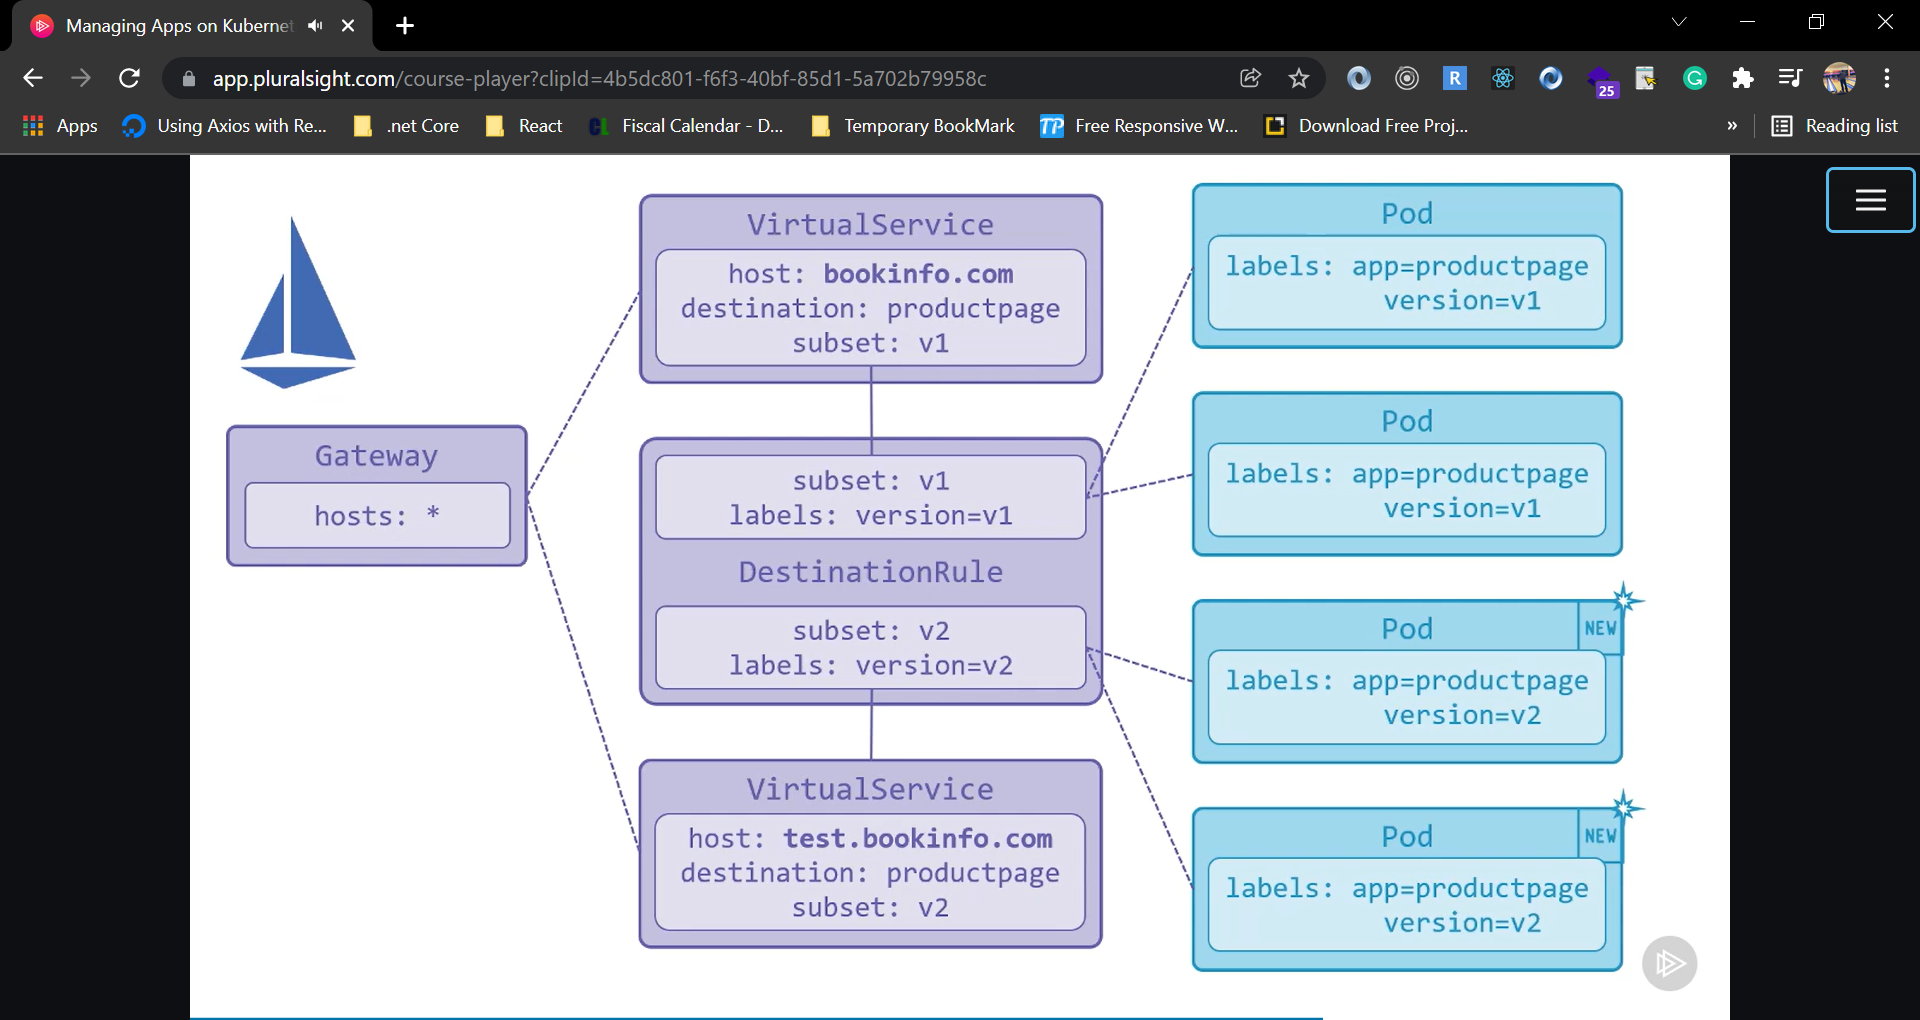 Managing Apps on Kubernet
app.pluralsight.com/course-player?clipId=4b5dc801-f6f3-40bf-85d1-5a702b79958c
R
25
G
Apps
Using Axios with Re...
.net Core
React
CL
Fiscal Calendar - D...
Temporary BookMark
TP
Free Responsive W...
Download Free Proj...
»
Reading list
Gateway
hosts: *
VirtualService
host: bookinfo.com
destination: productpage
subset: v1
subset: v1
labels: version=v1
DestinationRule
subset: v2
labels: version=v2
VirtualService
host: test.bookinfo.com
destination: productpage
subset: v2
Pod
labels: app=productpage
version=v1
Pod
labels: app=productpage
version=v1
Pod
NEW
labels: app=productpage
version=v2
Pod
NEW
labels: app=productpage
version=v2